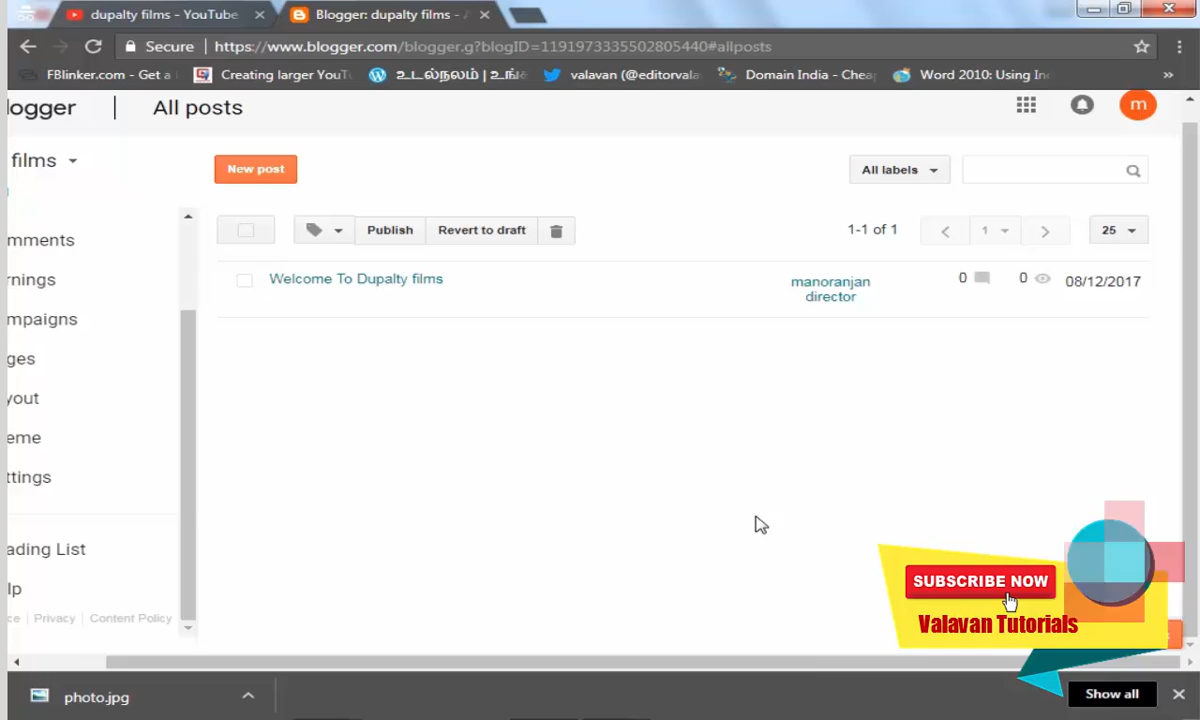 dupalty films - YouTube
Blogger: dupalty films -
Secure
https://www.blogger.com/blogger.g?blogID=1191973335502805440#allposts
FBlinker.com - Get a
Creating larger YouTu
உடல்நலம் | உங்
valavan (@editorvala
Domain India - Cheap
Word 2010: Using In
»
logger
All posts
m
films
New post
All labels
Publish
Revert to draft
1-1 of 1
1
25
mments
rnings
mpaigns
ges
yout
eme
ttings
ading List
lp
ce
Privacy
Content Policy
Welcome To Dupalty films
manoranjan
director
0
0
08/12/2017
SUBSCRIBE NOW
Valavan Tutorials
photo.jpg
Show all